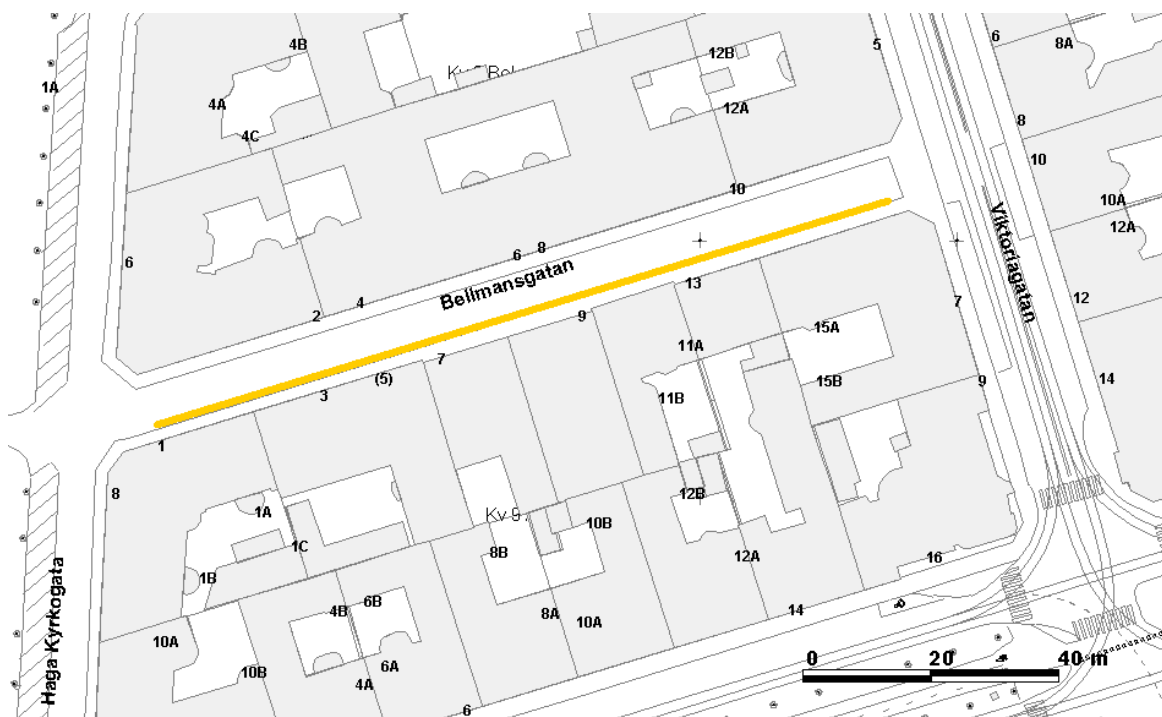 4B
5
6
8A
12B
1A
4A
12A
8
4C
10
10
10A
12A
6
6 8
Viktoriagatan
Bellmansgatan
4
2
13
7
12
9
11A
15A
7
(5)
3
15B
9
14
11B
1
8
12B
1A
Kv 9
10B
1C
8B
12A
16
1B
Haga Kyrkogata
4B
6B
8A
10A
14
10A
10B
6A
4A
6
0 20 40 m